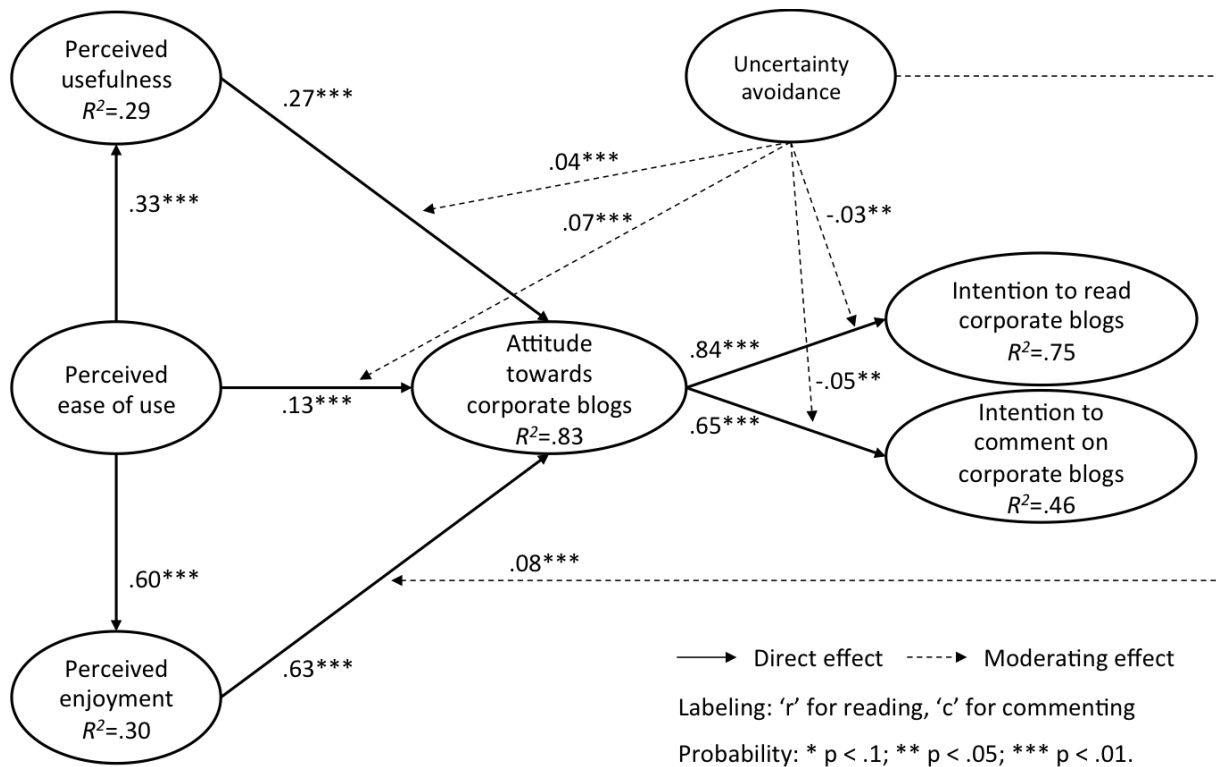 Perceived
usefulness
R²=.29
Uncertainty
avoidance
.27***
.04***
.33***
.07***
-.03**
Intention to read
corporate blogs
R²=.75
Perceived
ease of use
.13***
Attitude
towards
corporate blogs
R²=.83
.84***
-.05**
.65***
Intention to
comment on
corporate blogs
R²=.46
.60***
.08***
Perceived
enjoyment
R²=.30
.63***
Direct effect
Moderating effect
Labeling: ‘r’ for reading, ‘c’ for commenting
Probability: * p < .1; ** p < .05; *** p < .01.